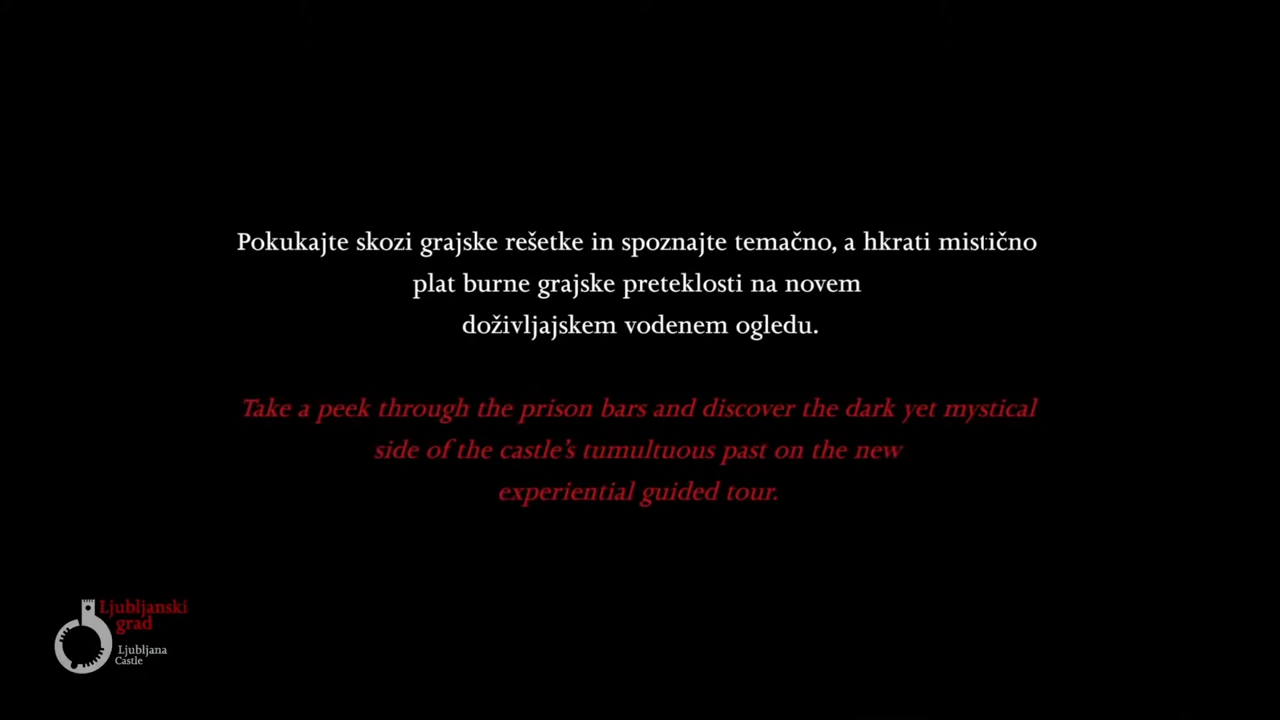 Pokukajte skozi grajske rešetke in spoznajte temačno, a hkrati mistično
plat burne grajske preteklosti na novem
doživljajskem vodenem ogledu.
Take a peek through the prison bars and discover the dark yet mystical
side of the castle's tumultuous past on the new
experiential guided tour.
Ljubljanski
grad
Ljubljana
Castle